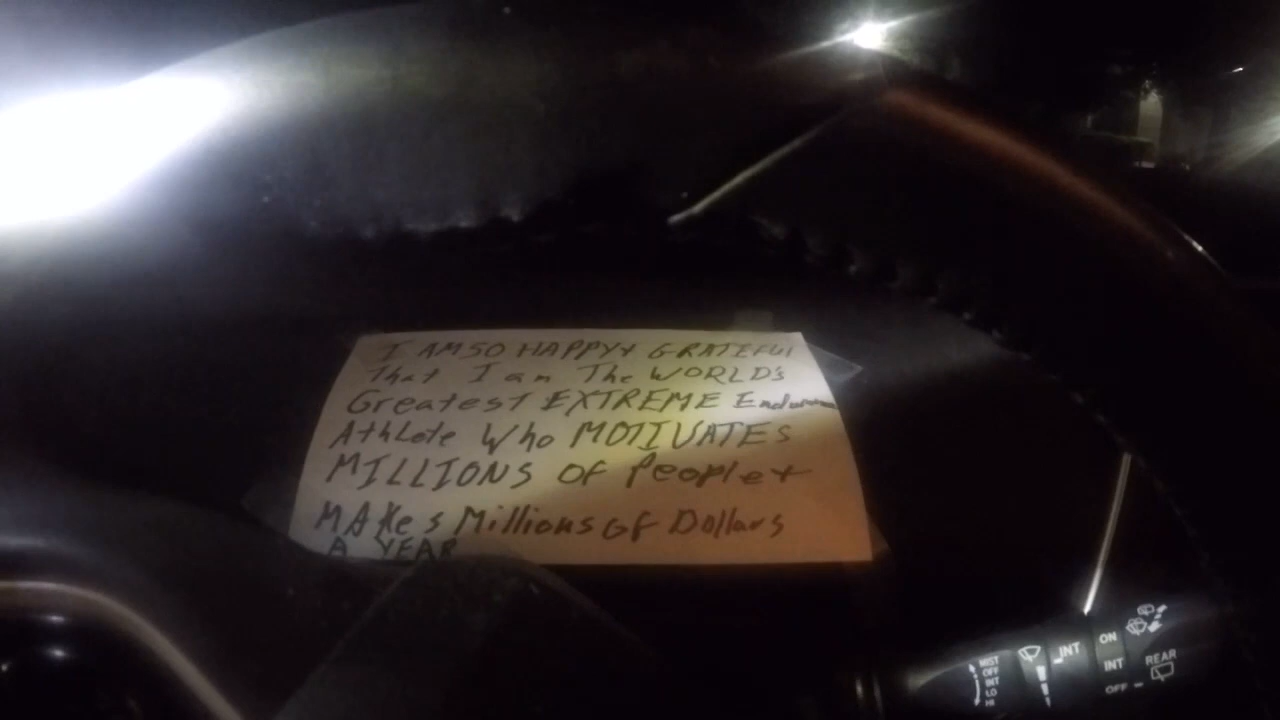 I AM SO HAPPY + GRATEFUL
That I am The WORLD'S
Greatest EXTREME
Athlete Who MOTIVATES
MILLIONS OF People +
MAKes Millions of Dollars
A YEAR
MIST
OFF
INT
LO
HI
INT
ON
INT
OFF
REAR